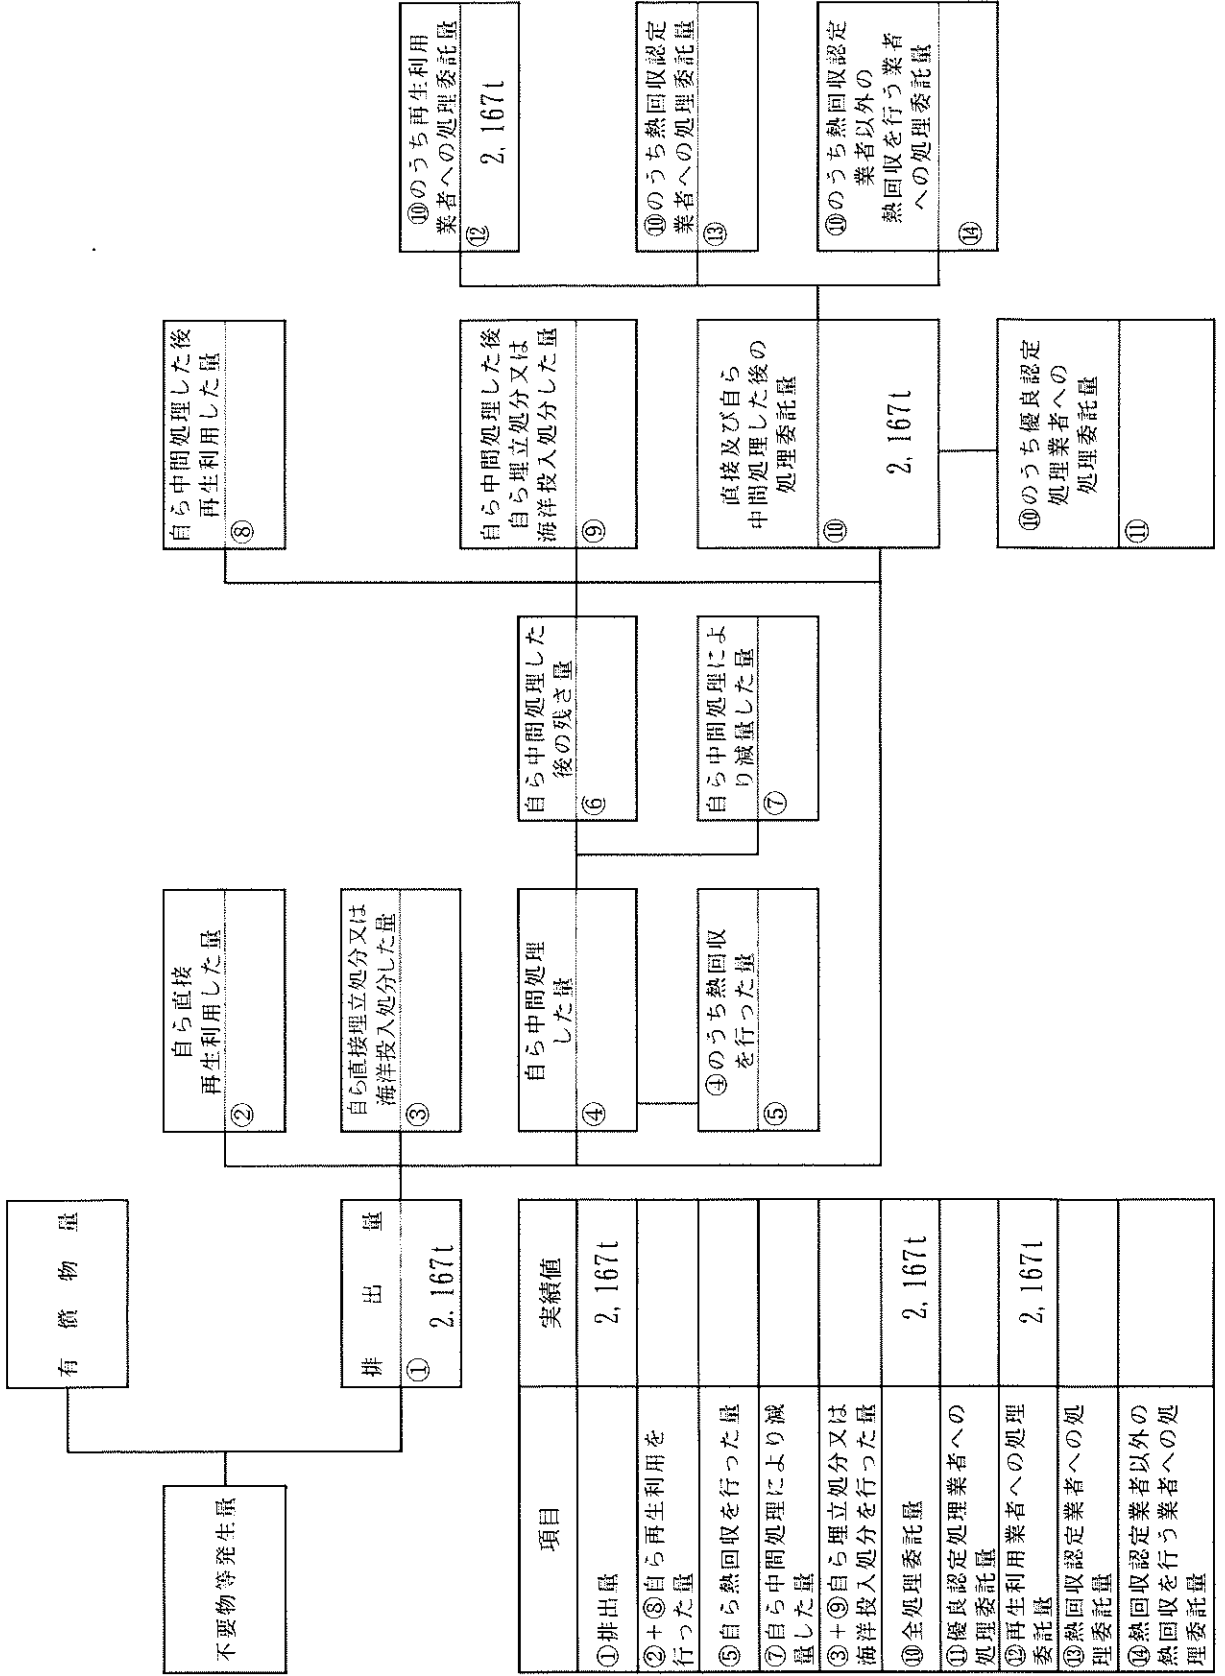 不要物等発生量
有償物量
排出量
①
2.167t
自ら直接
再生利用した量
②
自ら直接埋立処分又は
海洋投入処分した量
③
自ら中間処理
した量
④
④のうち熱回収
を行った量
⑤
自ら中間処理した
後の残さ量
⑥
自ら中間処理によ
り減量した量
⑦
自ら中間処理した後
再生利用した量
⑧
自ら中間処理した後
自ら埋立処分又は
海洋投入処分した量
⑨
直接及び自ら
中間処理した後の
処理委託量
⑩
2,167t
⑩のうち優良認定
処理業者への
処理委託量
⑪
⑩のうち再生利用
業者への処理委託量
⑫
2,167t
⑩のうち熱回収認定
業者への処理委託量
⑬
⑩のうち熱回収認定
業者以外の
熱回収を行う業者
への処理委託量
⑭
項目 実績値
①排出量 2,167t
②+⑧自ら再生利用を
行った量
⑤自ら熱回収を行った量
⑦自ら中間処理により減
量した量
③+⑨自ら埋立処分又は
海洋投入処分を行った量
⑩全処理委託量 2,167t
⑪優良認定処理業者への
処理委託量
⑫再生利用業者への処理
委託量 2,167t
⑬熱回収認定業者への処
理委託量
⑭熱回収認定業者以外の
熱回収を行う業者への処
理委託量